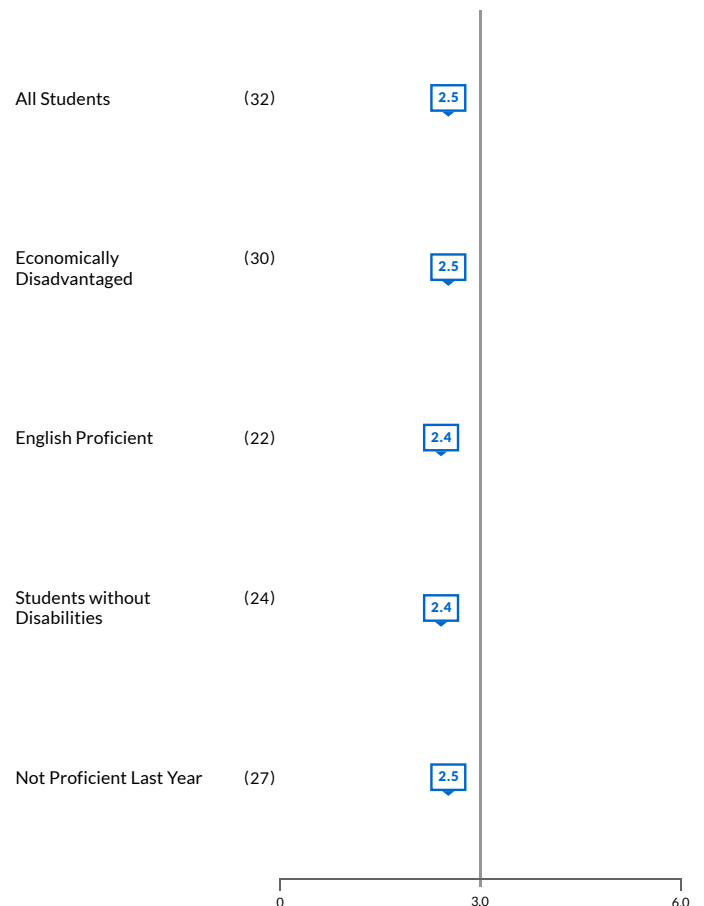 All Students (32) 2.5
Economically (30) 2.5
Disadvantaged
English Proficient (22) 2.4
Students without (24) 2.4
Disabilities
Not Proficient Last Year (27) 2.5
0 3.0 6.0